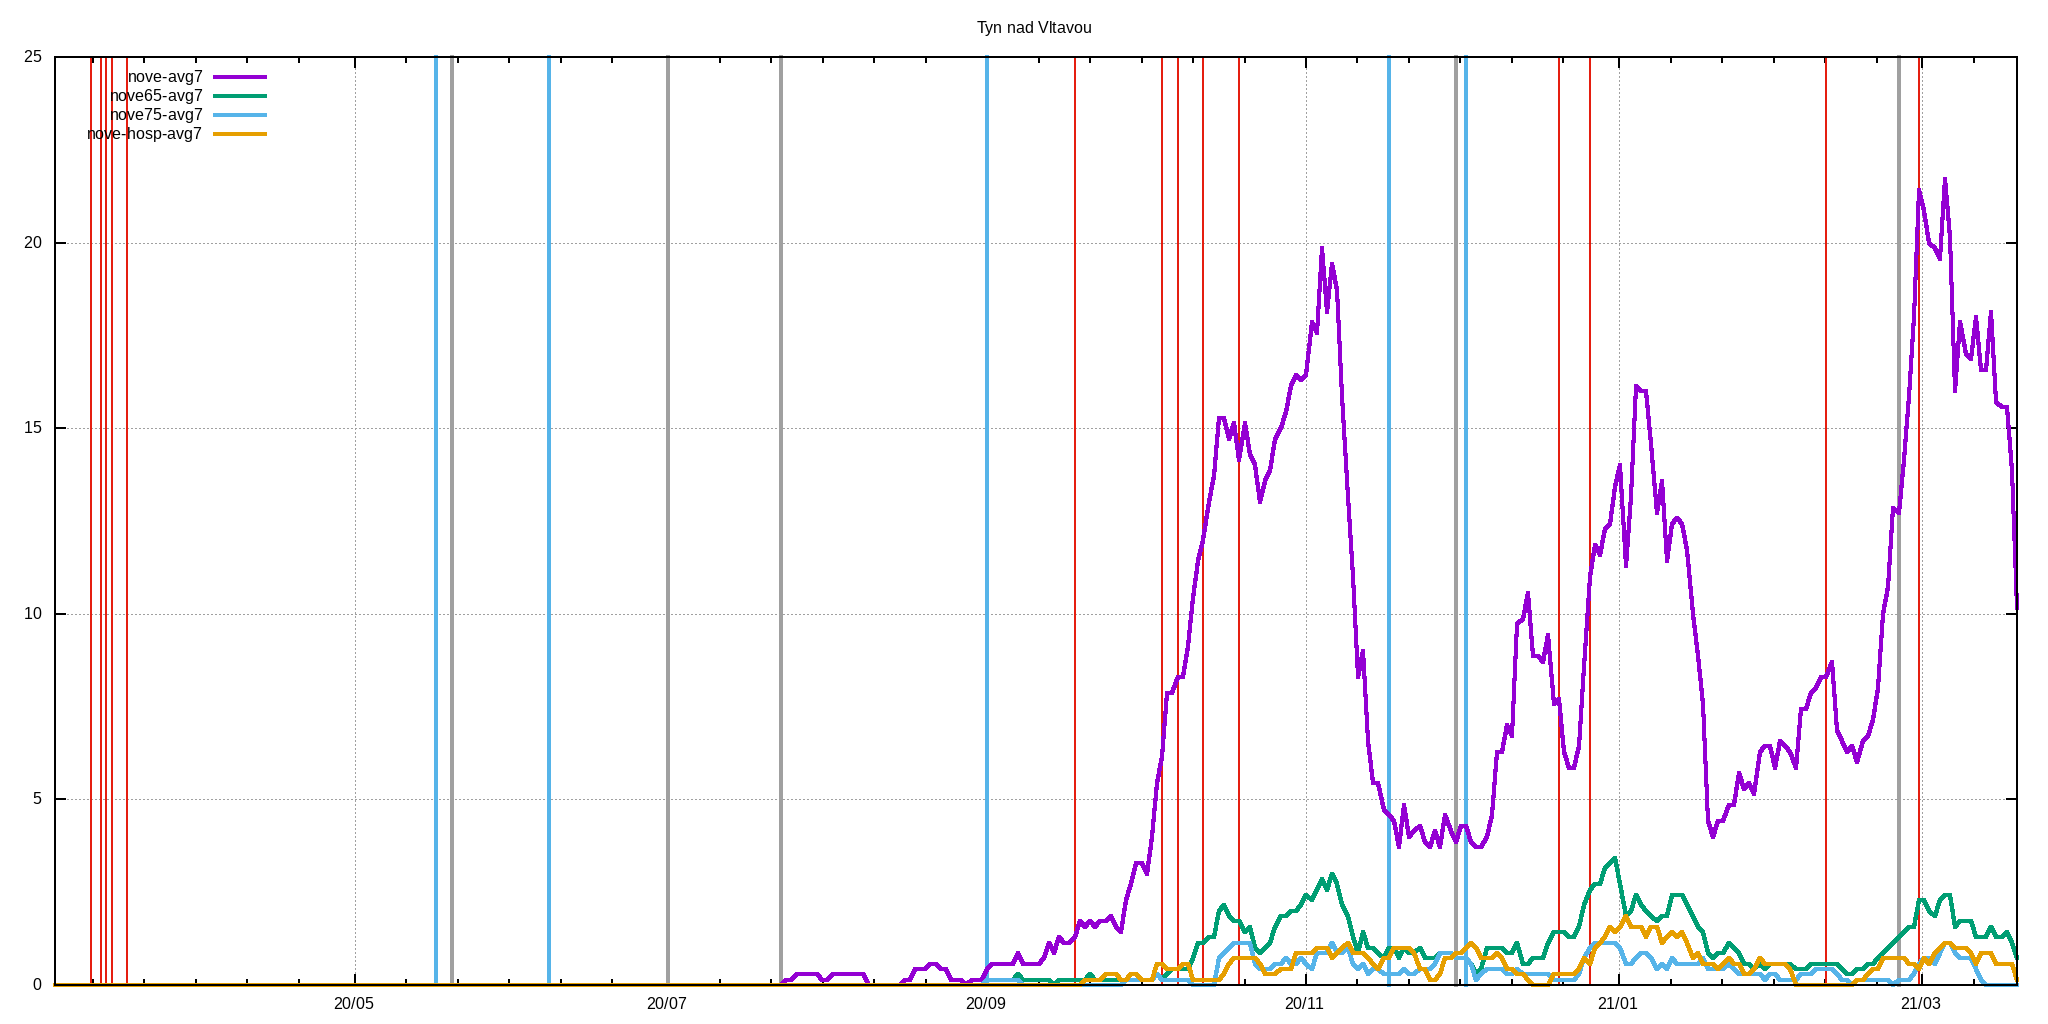 Tyn nad Vltavou
nove-avg7
nove65-avg7
nove75-avg7
nove-hosp-avg7
25
20
15
10
5
0
20/05 20/07 20/09 20/11 21/01 21/03